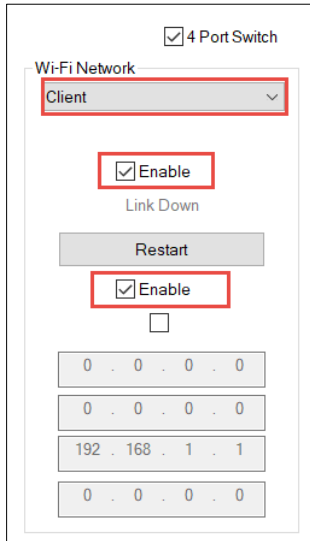 4 Port Switch
Wi-Fi Network
Client
Enable
Link Down
Restart
Enable
0 . 0 . 0 . 0
0 . 0 . 0 . 0
192 . 168 . 1 . 1
0 . 0 . 0 . 0